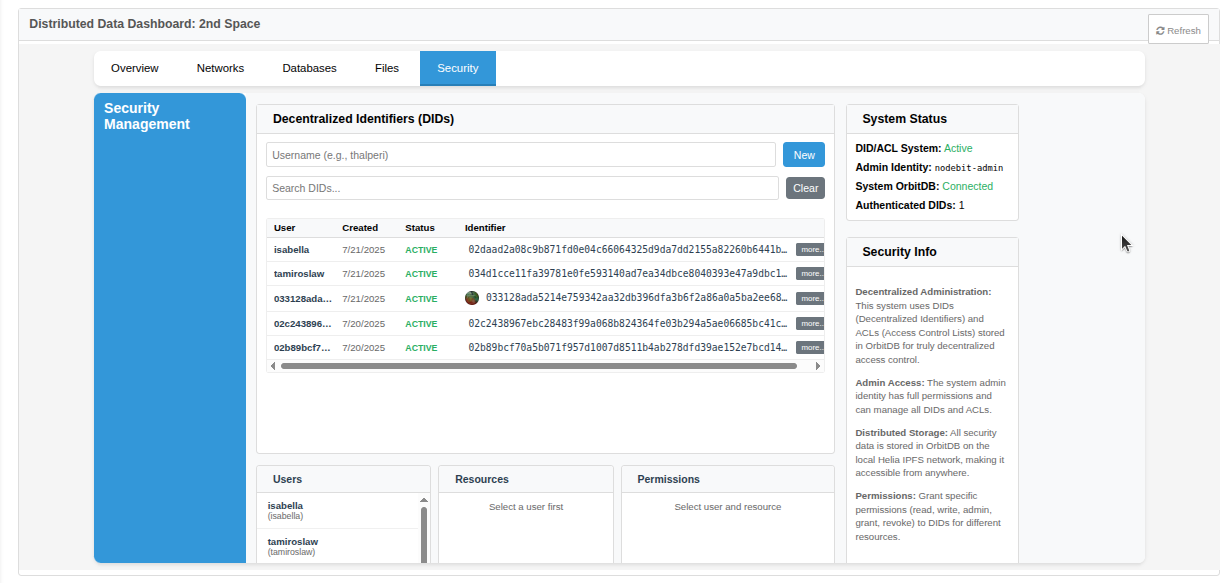 Distributed Data Dashboard: 2nd Space
Refresh
Overview
Networks
Databases
Files
Security
Security
Management
Decentralized Identifiers (DIDs)
Username (e.g., thalperi)
New
Search DIDs...
Clear
User Created Status Identifier
isabella 7/21/2025 ACTIVE 02daad2a08c9b871fd0e04c66064325d9da7dd2155a82260b6441b… more..
tamiroslaw 7/21/2025 ACTIVE 034d1cce11fa39781e0fe593140ad7ea34dbce8040393e47a9dbc1… more..
033128ada… 7/21/2025 ACTIVE 033128ada5214e759342aa32db396dfa3b6f2a86a0a5ba2ee68… more..
02c243896… 7/20/2025 ACTIVE 02c2438967ebc28483f99a068b824364fe03b294a5ae06685bc41c… more..
02b89bcf7… 7/20/2025 ACTIVE 02b89bcf70a5b071f957d1007d8511b4ab278dfd39ae152e7bcd14… more..
Users
isabella
(isabella)
tamiroslaw
(tamiroslaw)
Resources
Select a user first
Permissions
Select user and resource
System Status
DID/ACL System: Active
Admin Identity: nodebit-admin
System OrbitDB: Connected
Authenticated DIDs: 1
Security Info
Decentralized Administration:
This system uses DIDs
(Decentralized Identifiers) and
ACLs (Access Control Lists) stored
in OrbitDB for truly decentralized
access control.
Admin Access: The system admin
identity has full permissions and
can manage all DIDs and ACLs.
Distributed Storage: All security
data is stored in OrbitDB on the
local Helia IPFS network, making it
accessible from anywhere.
Permissions: Grant specific
permissions (read, write, admin,
grant, revoke) to DIDs for different
resources.